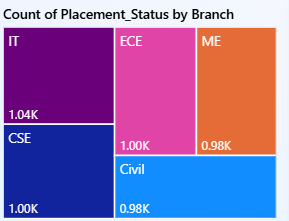 Count of Placement_Status by Branch
IT
1.04K
CSE
1.00K
ECE
1.00K
ME
0.98K
Civil
0.98K